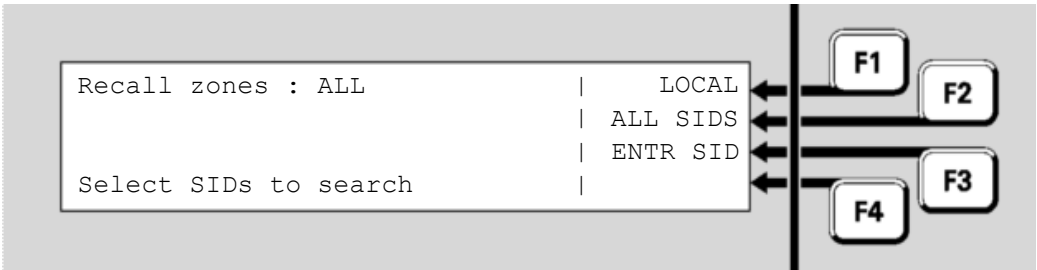 Recall zones : ALL | LOCAL
| ALL SIDS
| ENTR SID
Select SIDs to search |
F1
F2
F3
F4